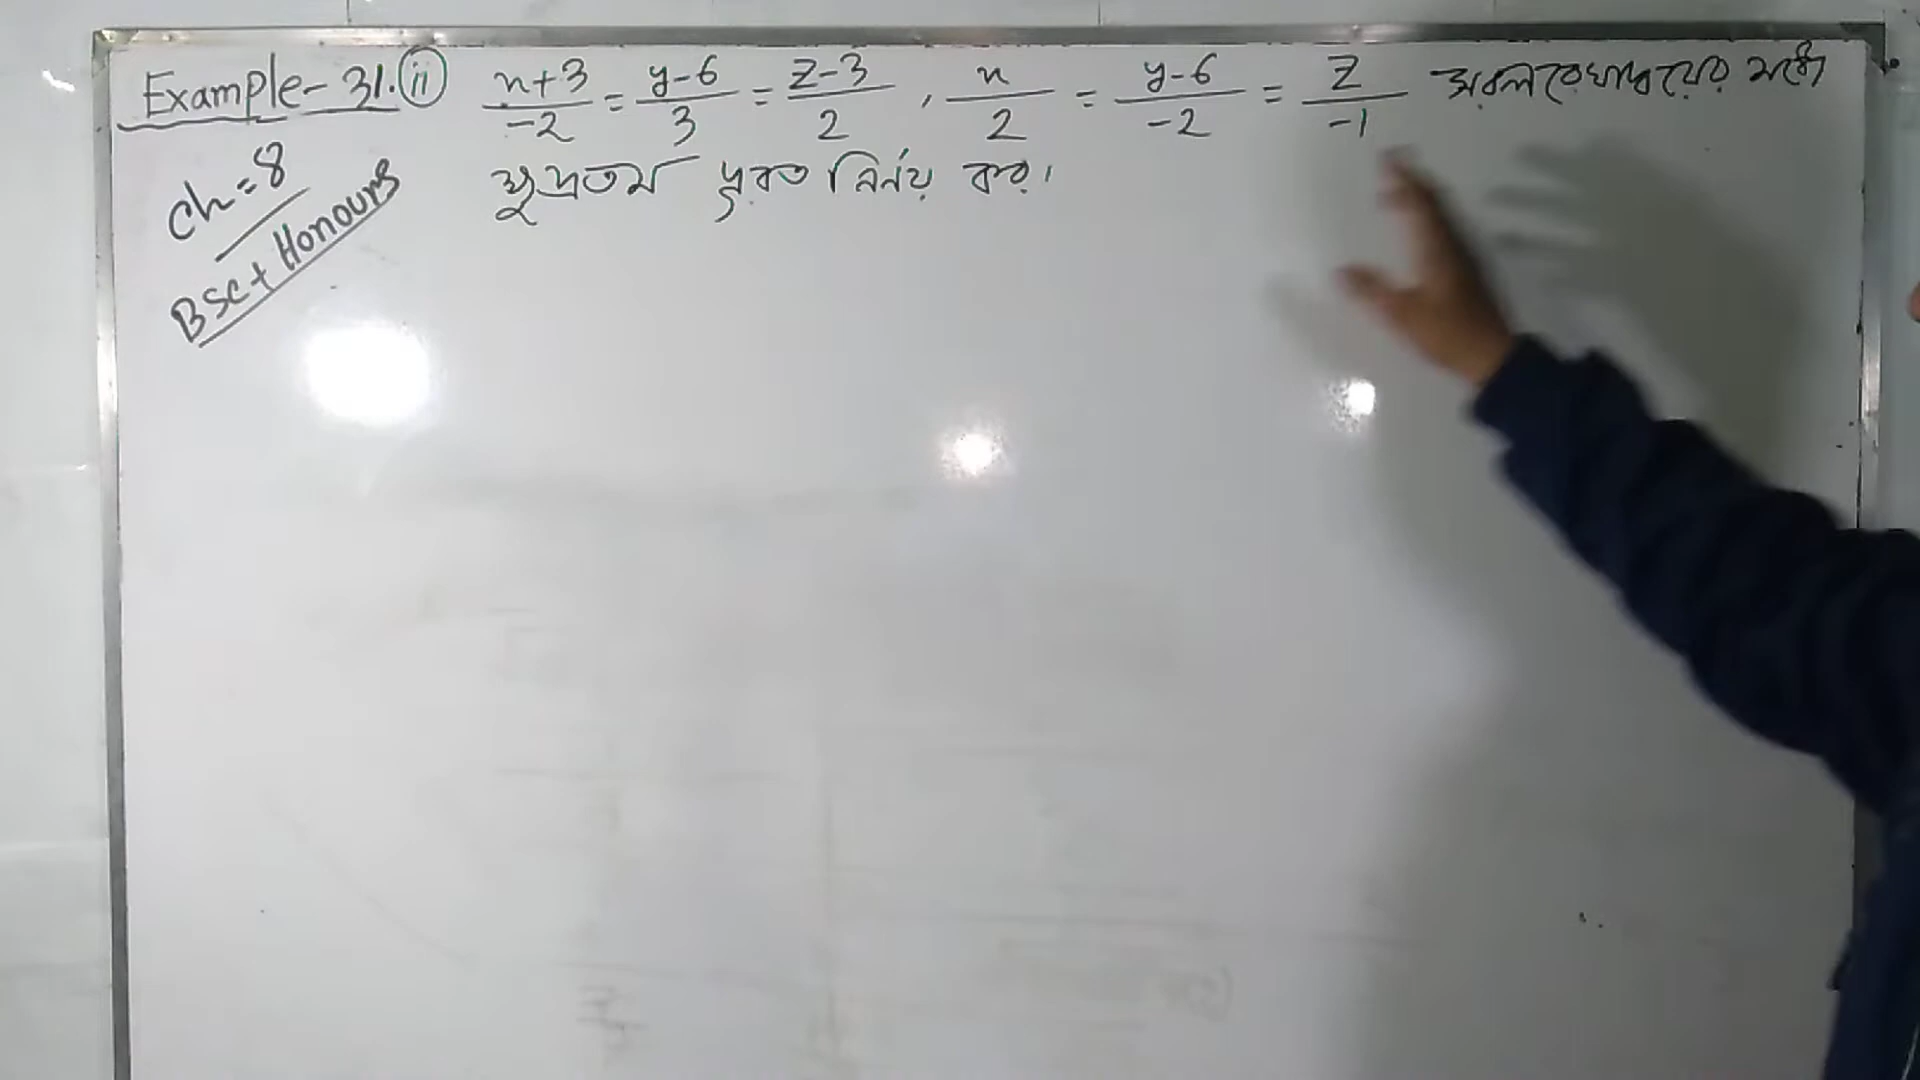 Example-31.(ii) x+3/-2 = y-6/3 = z-3/2 , x/2 = y-6/-2 = z/-1 সরলরেখাদ্বয়ের মধ্যে
ক্ষুদ্রতম দূরত্ব নির্ণয় কর।
Ch=8
BSc+Honours